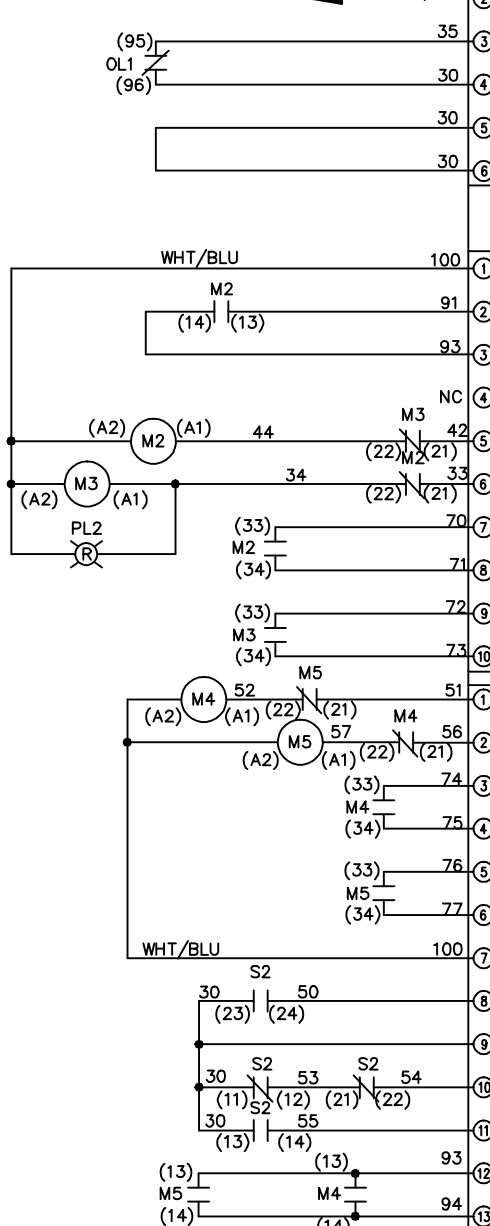 2
(95) 35 3
OL1
(96) 30 4
30 5
30 6
WHT/BLU 100 1
M2 91 2
(14) (13)
93 3
NC 4
M3
(A2) M2 (A1) 44 42 5
(22) (21)
M2
(A2) M3 (A1) 34 33 6
(22) (21)
PL2
R
(33) 70 7
M2
(34) 71 8
(33) 72 9
M3
(34) 73 10
M5
M4 52 51 1
(A2) (A1) (22) (21)
M4
M5 57 56 2
(A2) (A1) (22) (21)
(33) 74 3
M4
(34) 75 4
(33) 76 5
M5
(34) 77 6
WHT/BLU 100 7
S2
30 50 8
(23) (24)
9
S2 S2
30 53 54 10
(11) (12) (21) (22)
S2
30 55 11
(13) (14)
(13) (13) 93 12
M5 M4
(14) (14) 94 13